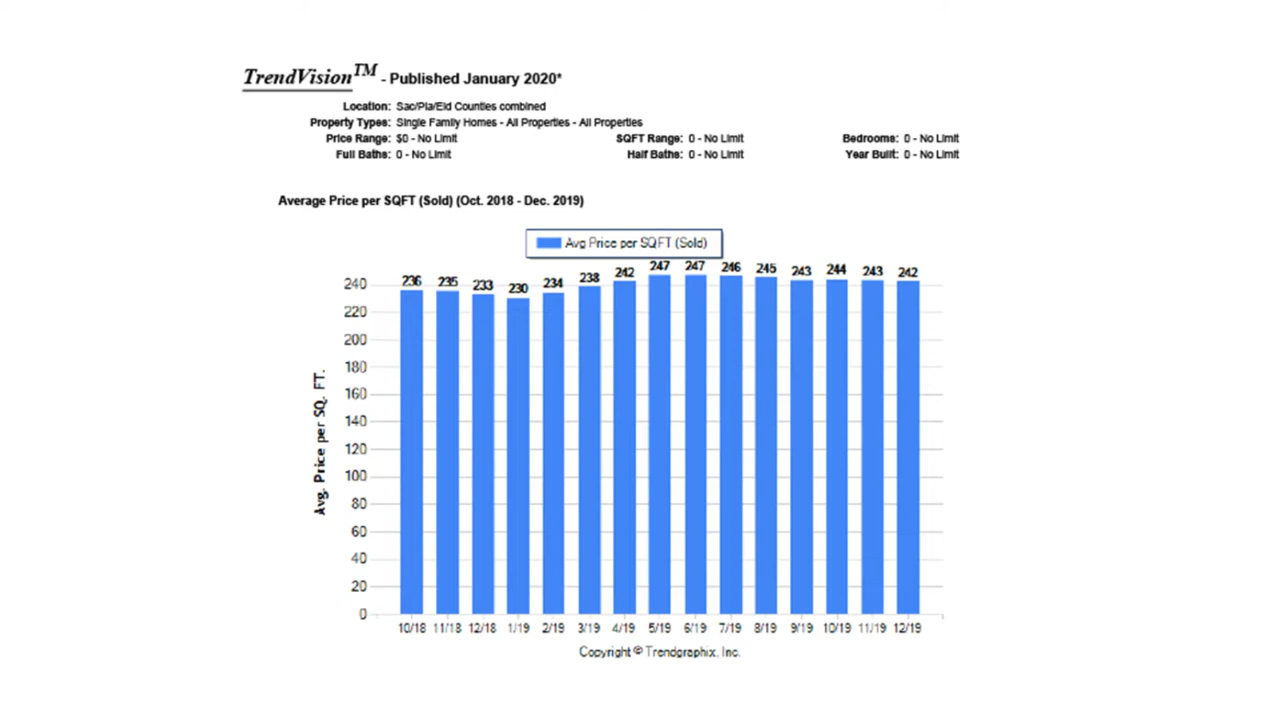 TrendVision™ - Published January 2020*
Location: Sac/Pla/Eld Counties combined
Property Types: Single Family Homes - All Properties - All Properties
Price Range: $0 - No Limit SQFT Range: 0 - No Limit Bedrooms: 0 - No Limit
Full Baths: 0 - No Limit Half Baths: 0 - No Limit Year Built: 0 - No Limit
Average Price per SQFT (Sold) (Oct. 2018 - Dec. 2019)
Avg Price per SQFT (Sold)
236 235 233 230 234 238 242 247 247 246 245 243 244 243 242
240
220
200
180
160
140
120
100
80
60
40
20
0
Avg. Price per SQ. FT.
10/18 11/18 12/18 1/19 2/19 3/19 4/19 5/19 6/19 7/19 8/19 9/19 10/19 11/19 12/19
Copyright © Trendgraphix, Inc.